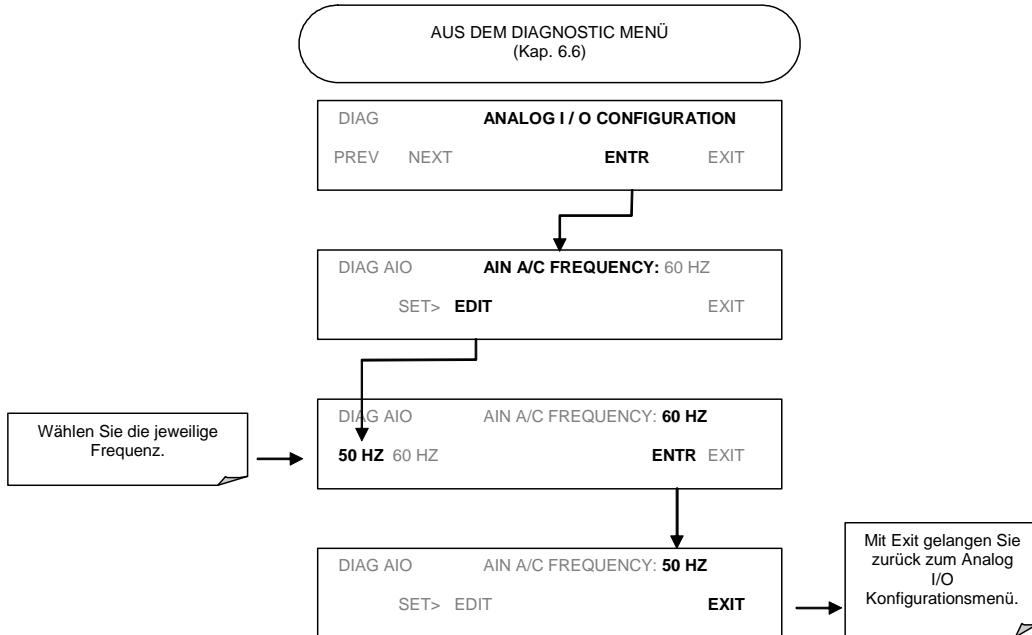 AUS DEM DIAGNOSTIC MENÜ
(Kap. 6.6)
DIAG ANALOG I / O CONFIGURATION
PREV NEXT ENTR EXIT
DIAG AIO AIN A/C FREQUENCY: 60 HZ
SET> EDIT EXIT
DIAG AIO AIN A/C FREQUENCY: 60 HZ
50 HZ 60 HZ ENTR EXIT
Wählen Sie die jeweilige
Frequenz.
DIAG AIO AIN A/C FREQUENCY: 50 HZ
SET> EDIT EXIT
Mit Exit gelangen Sie
zurück zum Analog
I/O
Konfigurationsmenü.